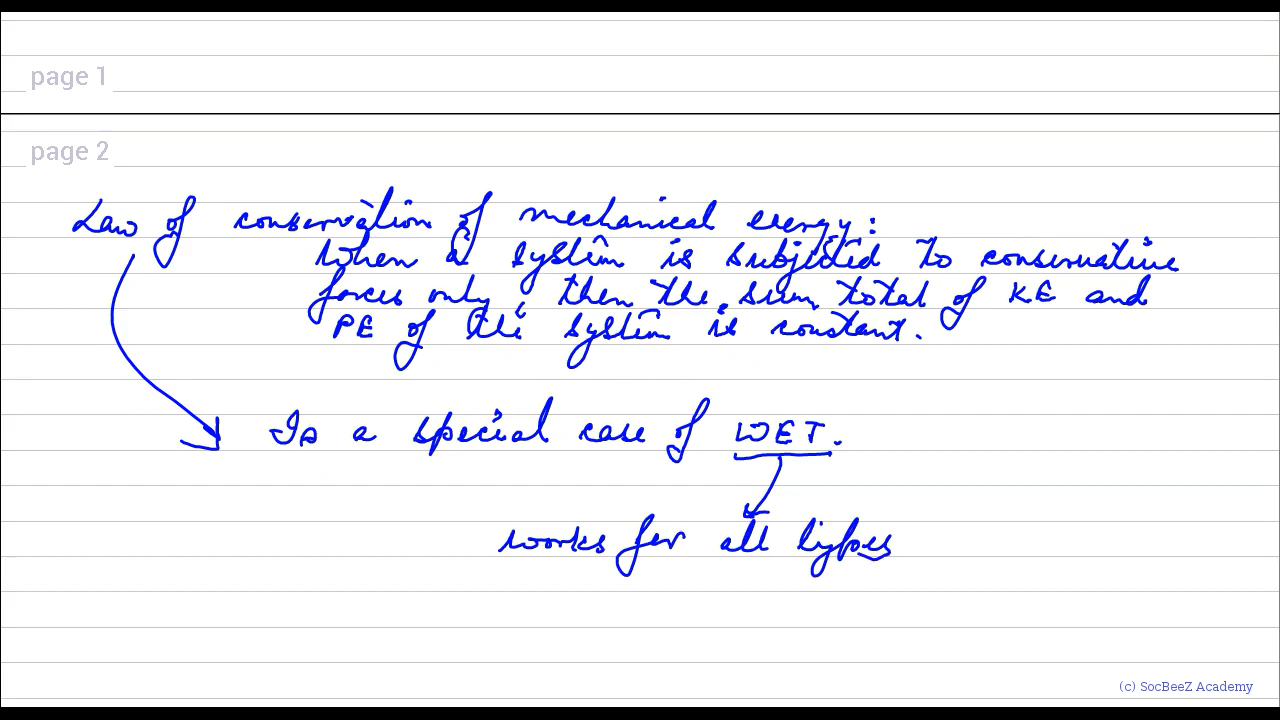 page 1
page 2
Law of conservation of mechanical energy:
When a system is subjected to conservative
forces only, then the sum total of KE and
PE of the system is constant.
Is a special case of WET.
works for all types
(c) SocBeeZ Academy